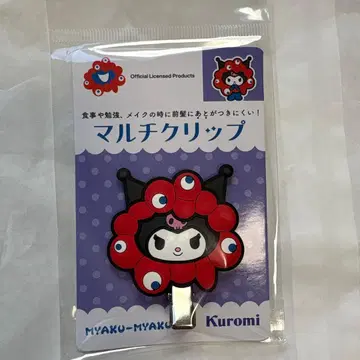 Official Licensed Products
食事や勉強、メイクの時に前髪にあとがつきにくい!
マルチクリップ
MYAKU-MYAKU
Kuromi